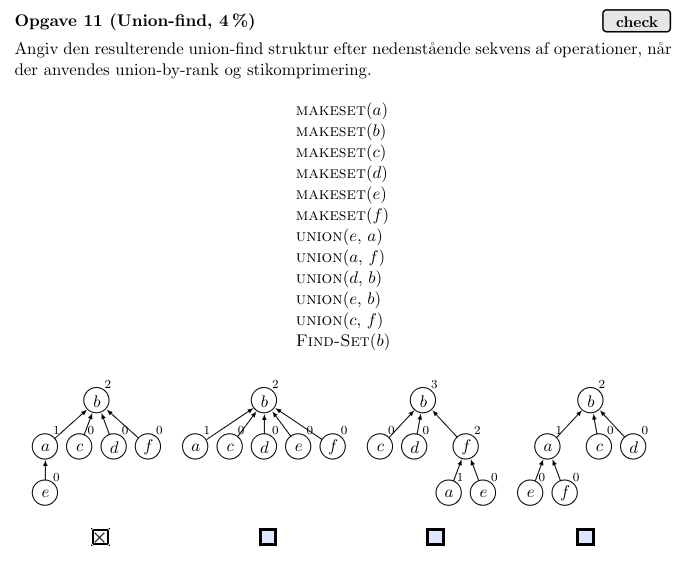 Opgave 11 (Union-find, 4 %)
check
Angiv den resulterende union-find struktur efter nedenstående sekvens af operationer, når
der anvendes union-by-rank og stikomprimering.
MAKESET(a)
MAKESET(b)
MAKESET(c)
MAKESET(d)
MAKESET(e)
MAKESET(f)
UNION(e, a)
UNION(a, f)
UNION(d, b)
UNION(e, b)
UNION(c, f)
FIND-SET(b)
2 2 3 2
b b b b
1 0 0 0 1 0 0 0 0 0 0 2 1 0 0
a c d f a c d e f c d f a c d
0 1 0 0 0
e a e e f